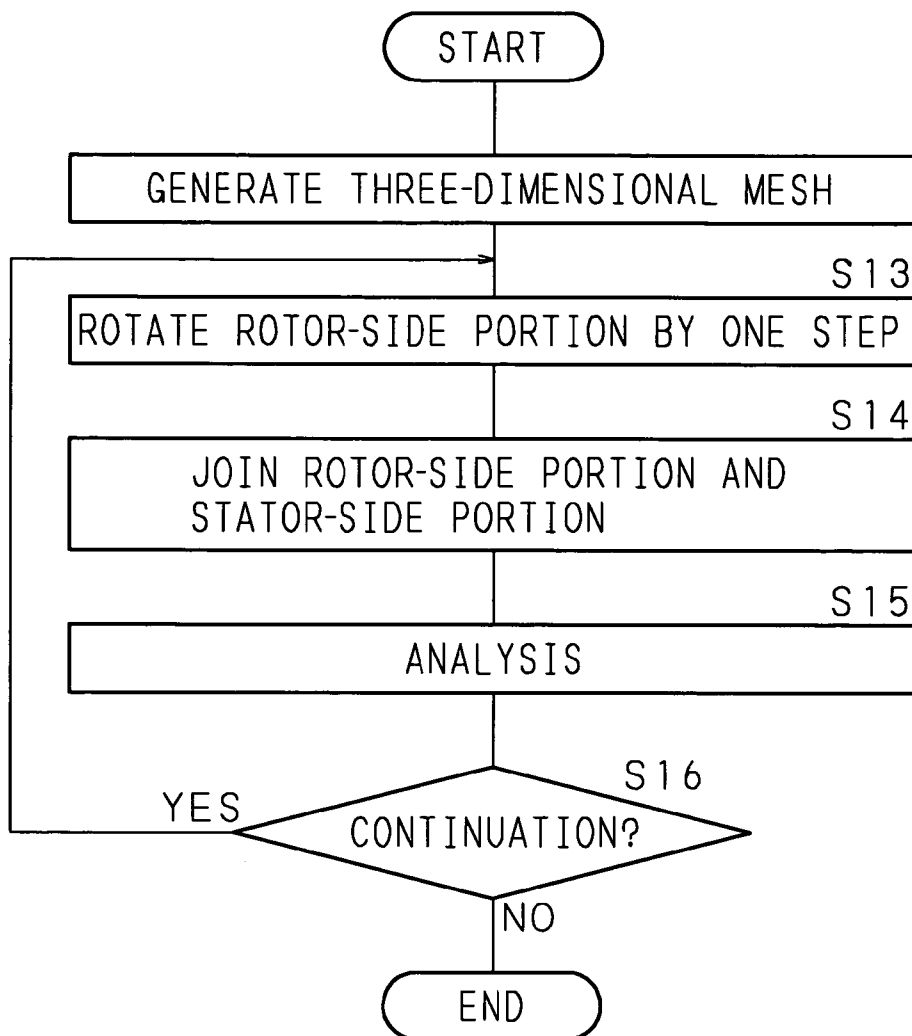 START
GENERATE THREE-DIMENSIONAL MESH
S13
ROTATE ROTOR-SIDE PORTION BY ONE STEP
S14
JOIN ROTOR-SIDE PORTION AND
STATOR-SIDE PORTION
S15
ANALYSIS
S16
YES
CONTINUATION?
NO
END